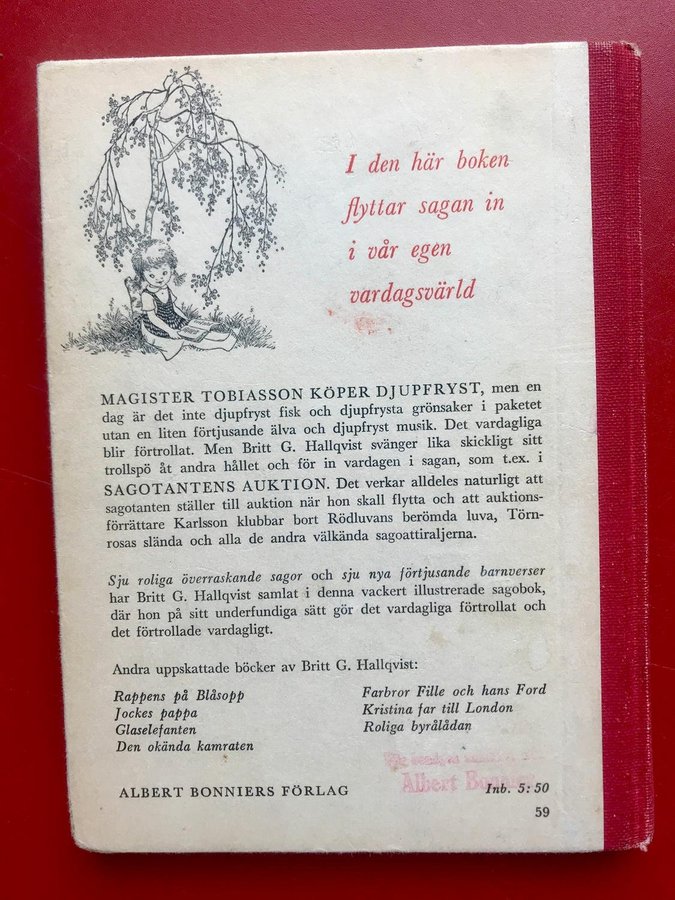 I den här boken
flyttar sagan in
i vår egen
vardagsvärld
MAGISTER TOBIASSON KÖPER DJUPFRYST, men en
dag är det inte djupfryst fisk och djupfrysta grönsaker i paketet
utan en liten förtjusande älva och djupfryst musik. Det vardagliga
blir förtrollat. Men Britt G. Hallqvist svänger lika skickligt sitt
trollspö åt andra hållet och för in vardagen i sagan, som t.ex. i
SAGOTANTENS AUKTION. Det verkar alldeles naturligt att
sagotanten ställer till auktion när hon skall flytta och att auktions-
förrättare Karlsson klubbar bort Rödluvans berömda luva, Törn-
rosas slända och alla de andra välkända sagoattiraljerna.
Sju roliga överraskande sagor och sju nya förtjusande barnverser
har Britt G. Hallqvist samlat i denna vackert illustrerade sagobok,
där hon på sitt underfundiga sätt gör det vardagliga förtrollat och
det förtrollade vardagligt.
Andra uppskattade böcker av Britt G. Hallqvist:
Rappens på Blåsopp
Jockes pappa
Glaselefanten
Den okända kamraten
Farbror Fille och hans Ford
Kristina far till London
Roliga byrålådan
Albert
ALBERT BONNIERS FÖRLAG
Inb. 5:50
59